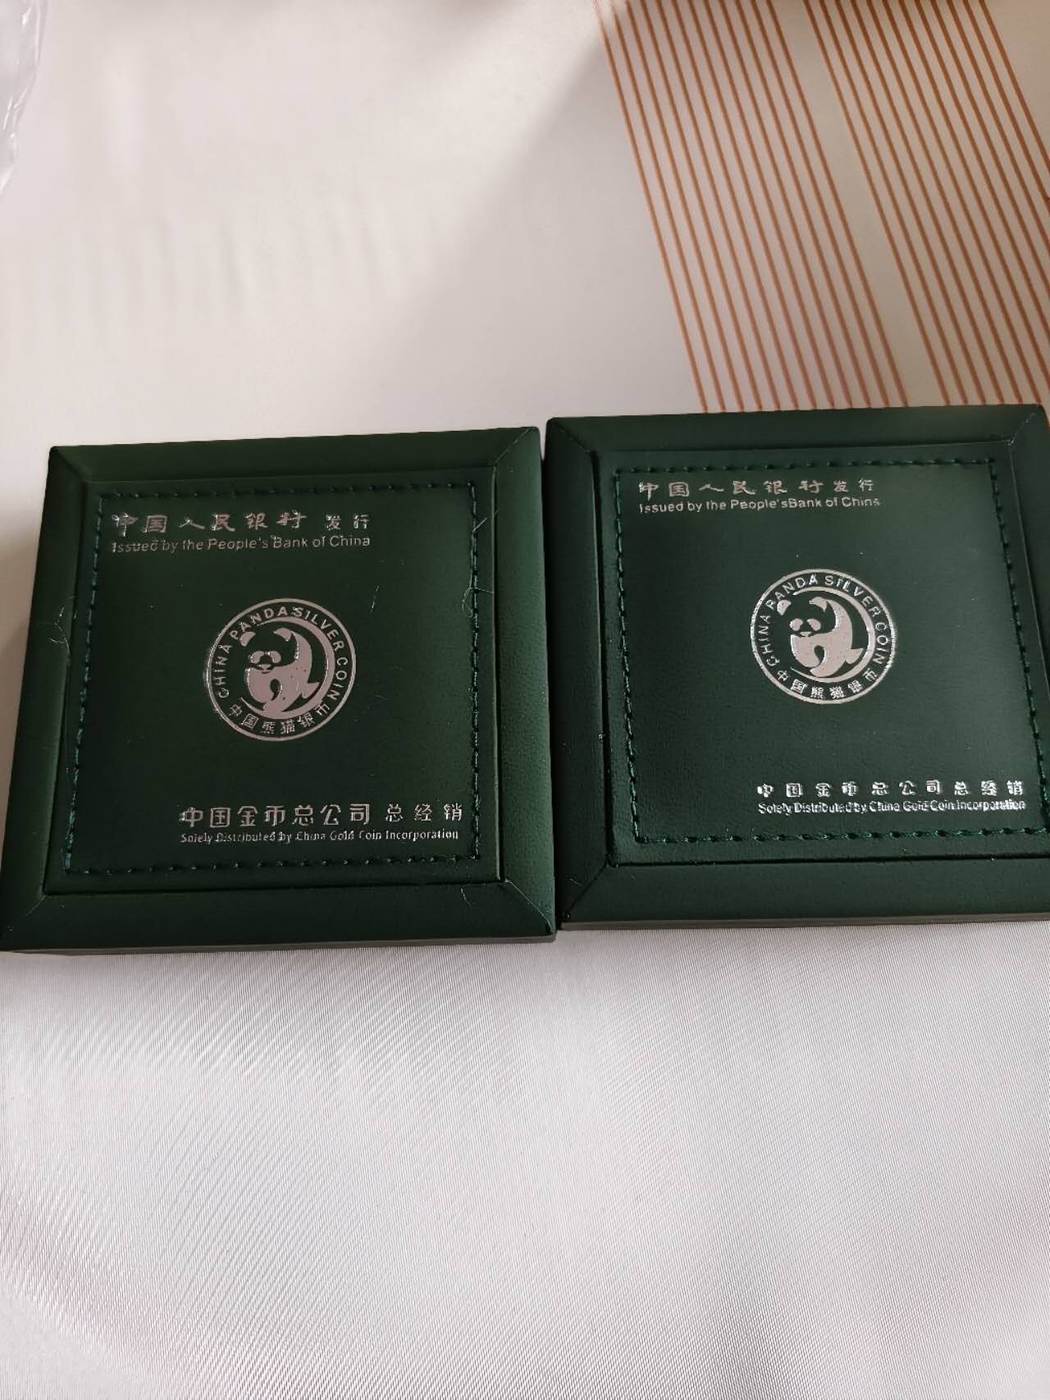 中国人民银行 发行
Issued by the People's Bank of China
CHINA PANDA SILVER COIN
中国熊猫银币
中国金币总公司 总经销
Solely Distributed by China Gold Coin Incorporation
中国人民银行 发行
Issued by the People'sBank of China
CHINA PANDA SILVER COIN
中国熊猫银币
中国金币总公司 总经销
Solely Distributed by China Gold Coin Incorporation